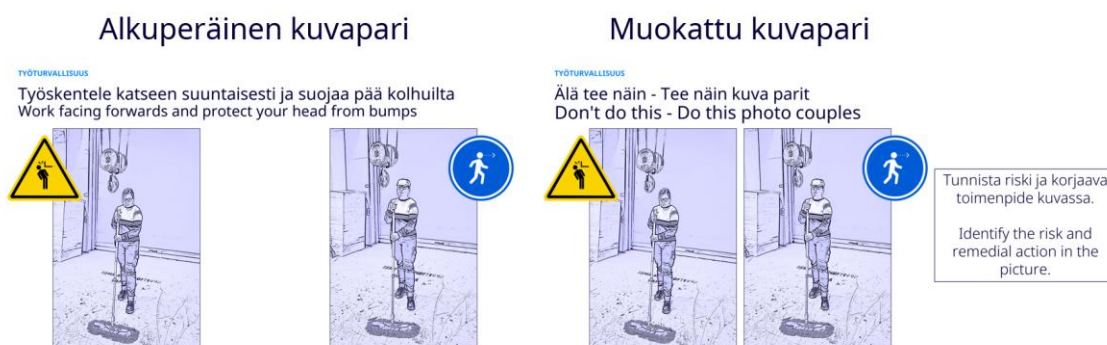 Alkuperäinen kuvapari
TYÖTURVALLISUUS
Työskentele katseen suuntaisesti ja suojaa pää kolhuilta
Work facing forwards and protect your head from bumps
Muokattu kuvapari
TYÖTURVALLISUUS
Älä tee näin - Tee näin kuva parit
Don't do this - Do this photo couples
Tunnista riski ja korjaava
toimenpide kuvassa.
Identify the risk and
remedial action in the
picture.